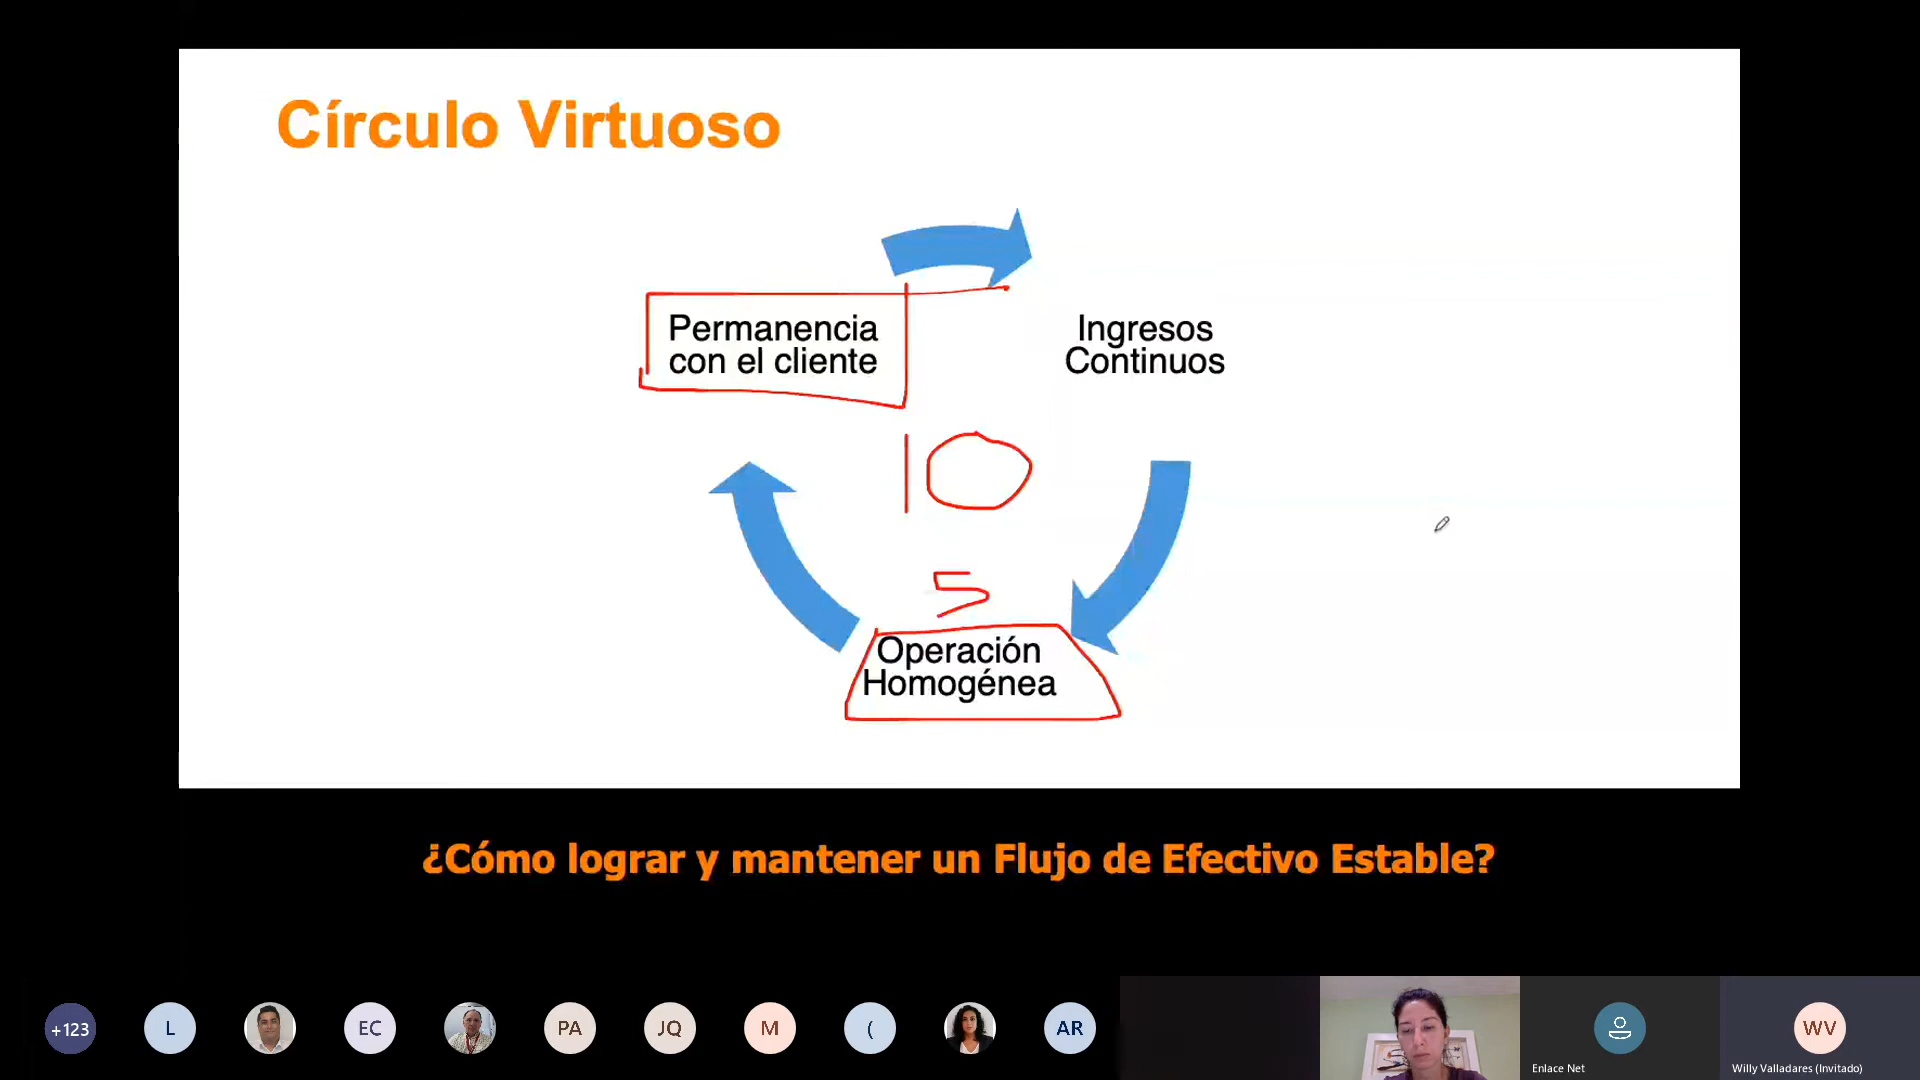 Círculo Virtuoso
Permanencia
con el cliente
Ingresos
Continuos
10
5
Operación
Homogénea
¿Cómo lograr y mantener un Flujo de Efectivo Estable?
+123
L
EC
PA
JQ
M
(
AR
Enlace Net
WV
Willy Valladares (Invitado)